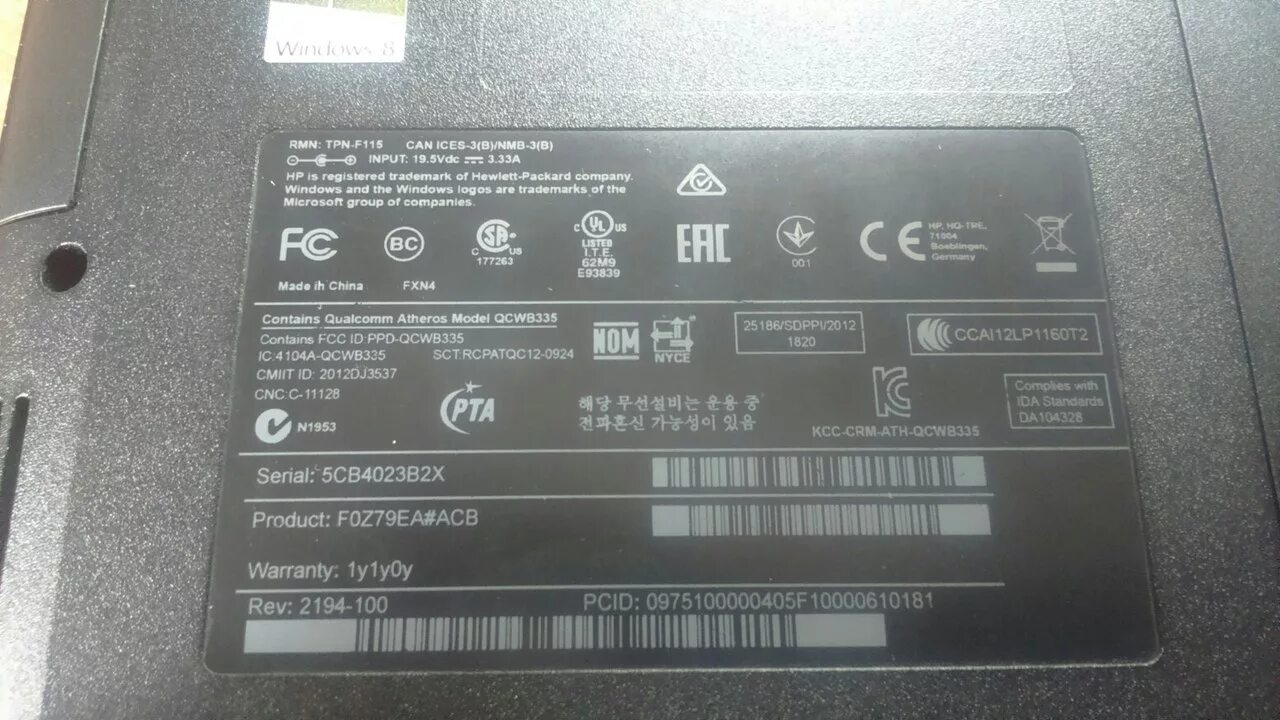 Windows 8
RMN: TPN-F115 CAN ICES-3(B)/NMB-3(B)
INPUT: 19.5Vdc 3.33A
HP is registered trademark of Hewlett-Packard company.
Windows and the Windows logos are trademarks of the
Microsoft group of companies.
FC
BC
C SA US
177263
C UL US
LISTED
I.T.E.
62M9
E93839
EAC
001
CE
HP, HQ-TRE,
71004
Boeblingen,
Germany
Made in China FXN4
Contains Qualcomm Atheros Model QCWB335
Contains FCC ID:PPD-QCWB335
IC:4104A-QCWB335 SCT:RCPATQC12-0924
CMIIT ID: 2012DJ3537
CNC:C-11128
N1953
NOM
NYCE
25186/SDPPI/2012
1820
CCAI12LP1160T2
PTA
해당 무선설비는 운용 중
전파혼신 가능성이 있음
KC
KCC-CRM-ATH-QCWB335
Complies with
IDA Standards
DA104328
Serial: 5CB4023B2X
Product: F0Z79EA#ACB
Warranty: 1y1y0y
Rev: 2194-100 PCID: 0975100000405F10000610181